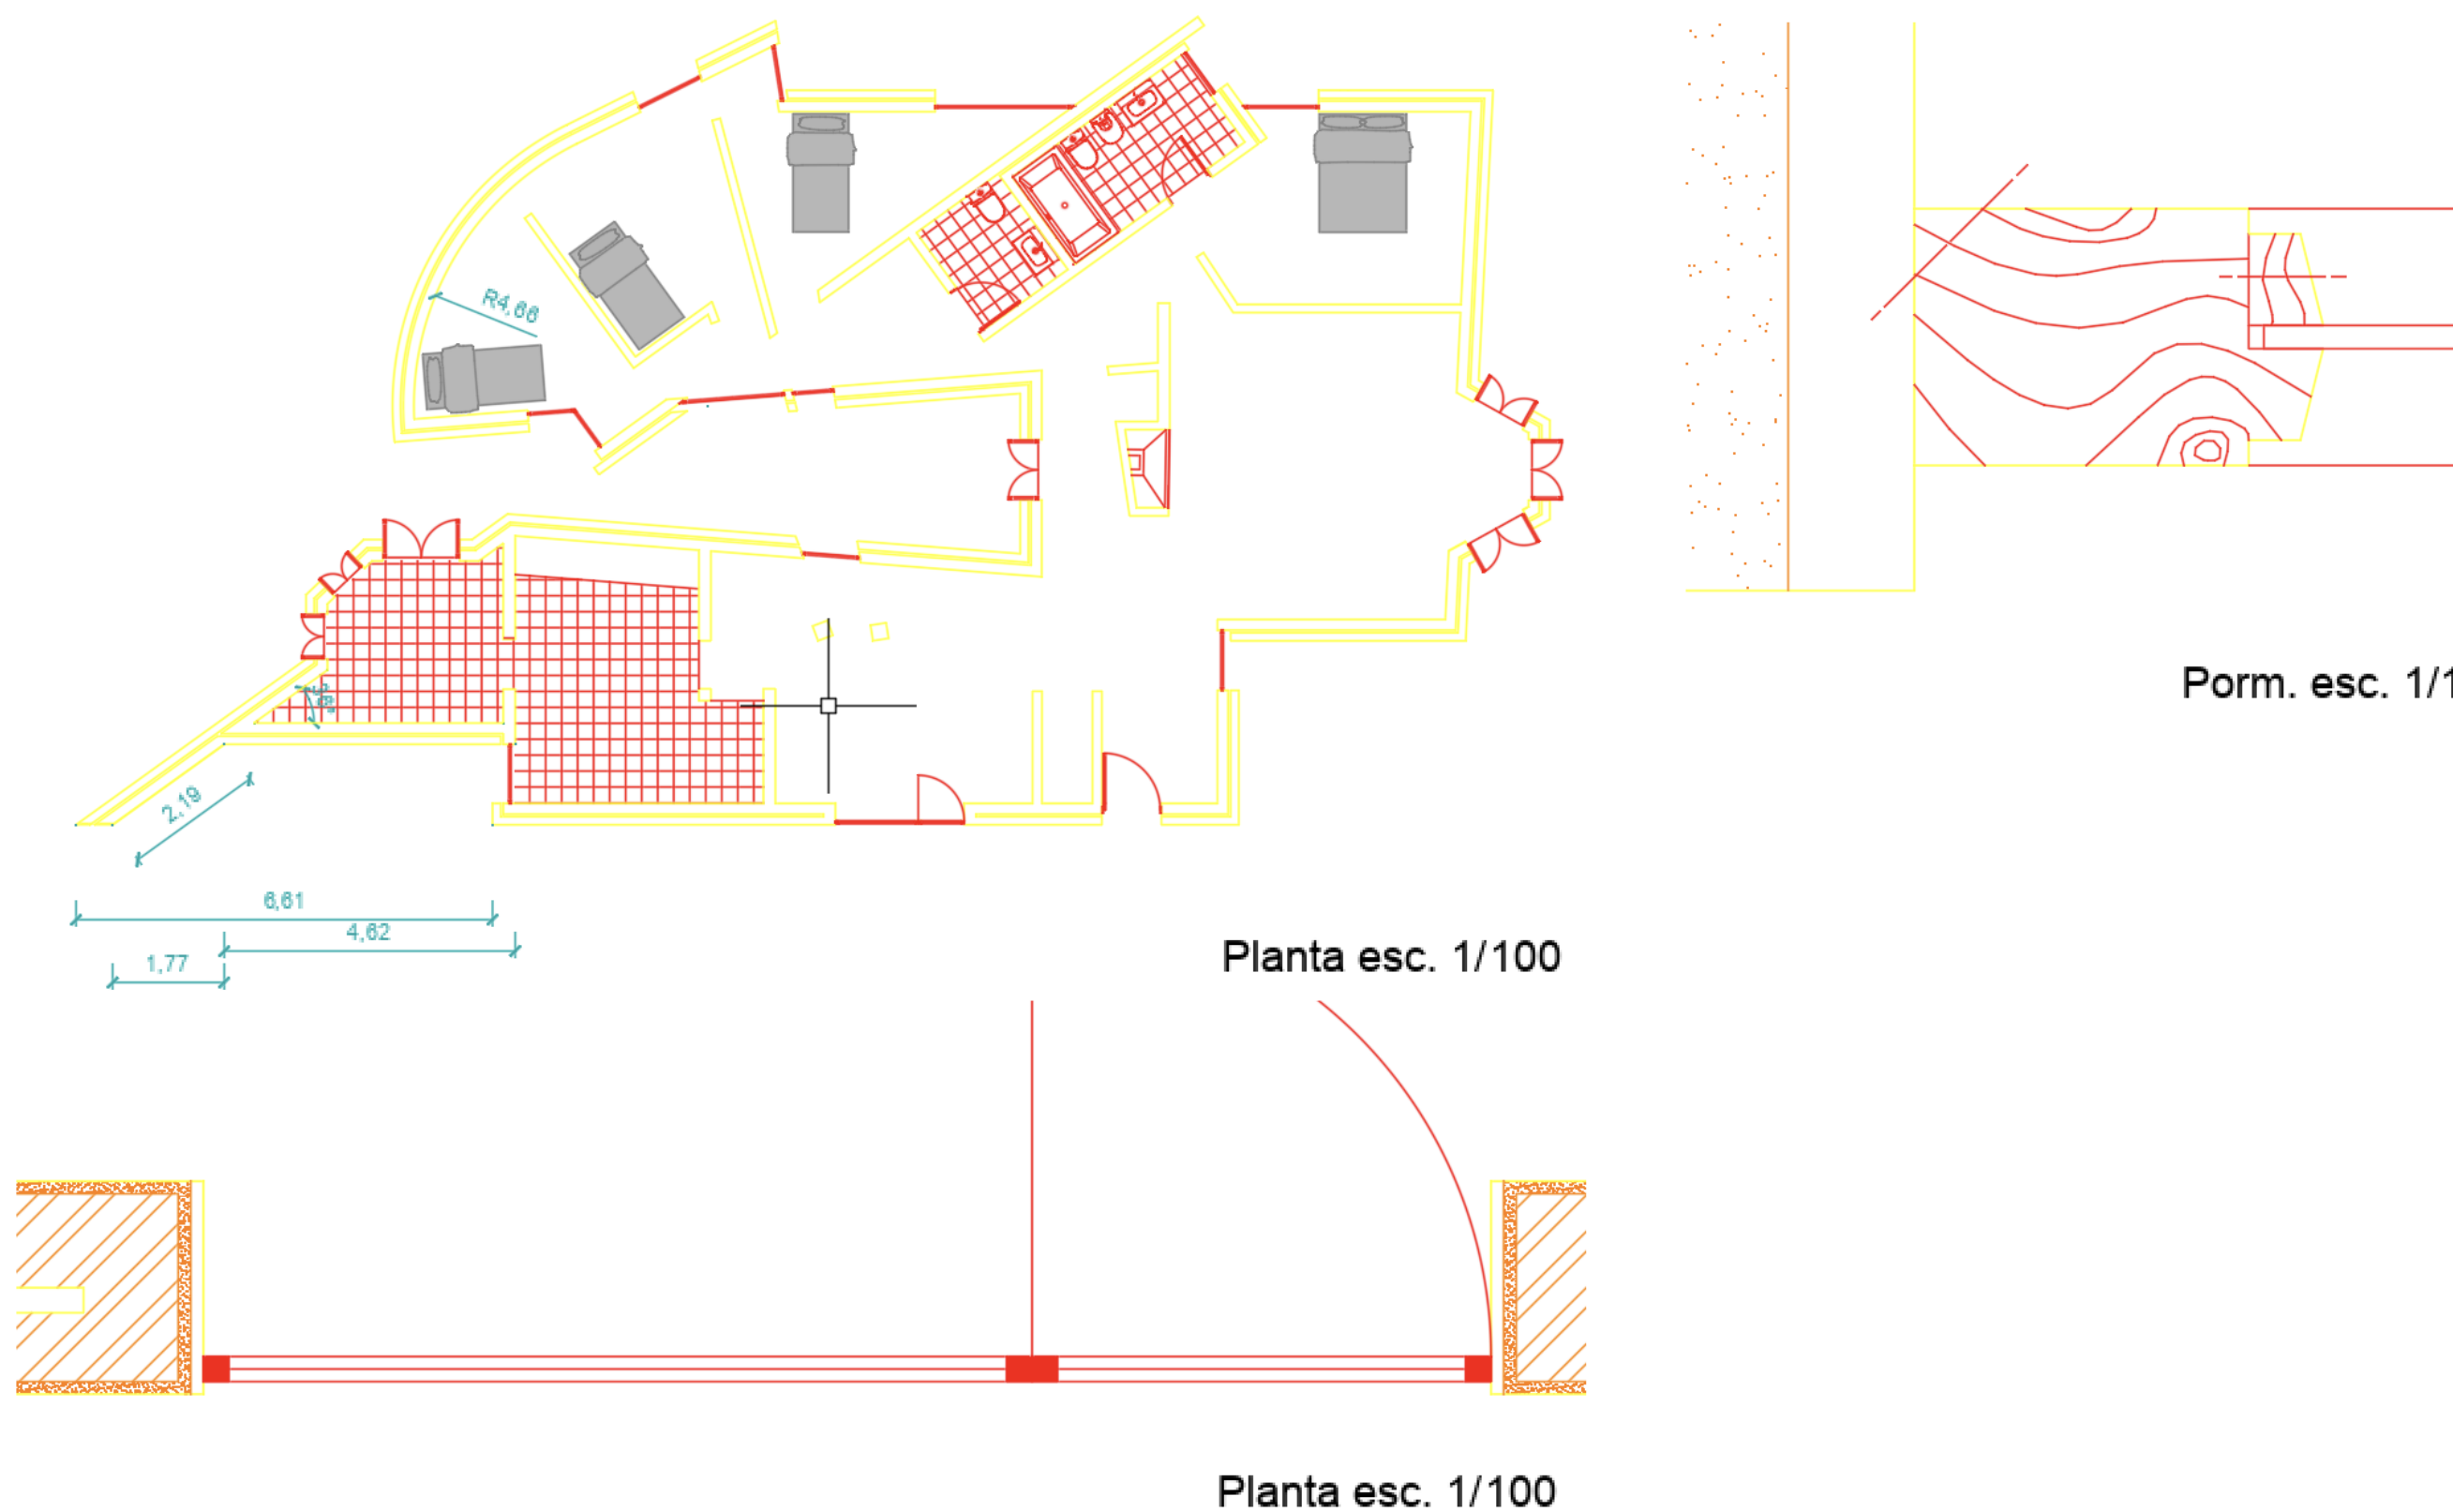 R4,66
Porm. esc. 1/1
2,19
6,61
4,62
1,77
Planta esc. 1/100
Planta esc. 1/100